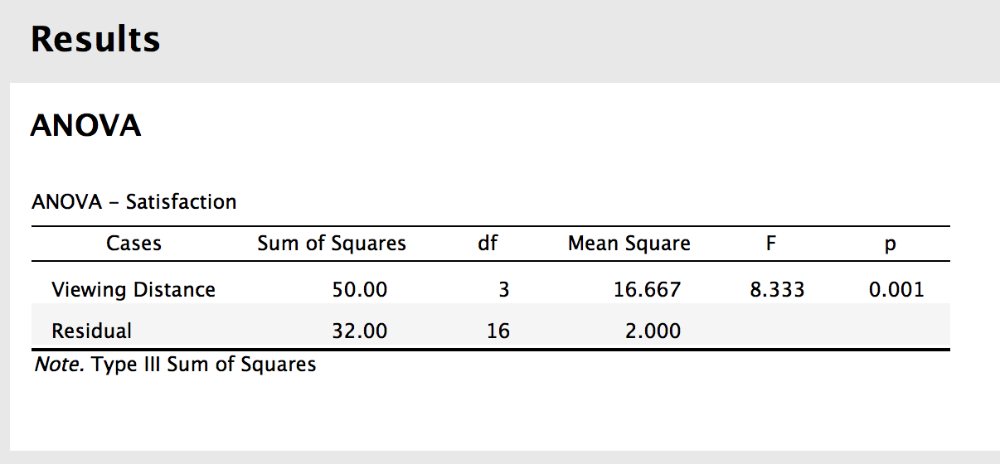 Results
ANOVA
ANOVA – Satisfaction
Cases Sum of Squares df Mean Square F p
Viewing Distance 50.00 3 16.667 8.333 0.001
Residual 32.00 16 2.000
Note. Type III Sum of Squares